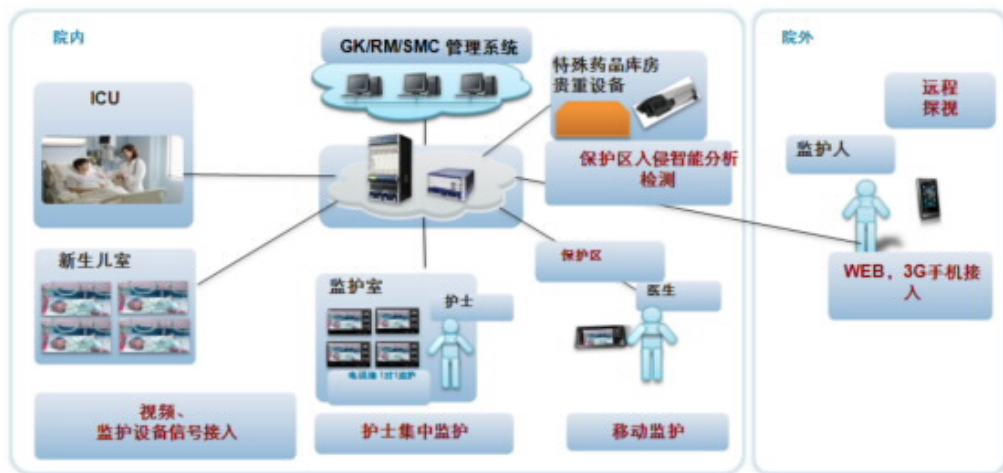 院内
GK/RM/SMC 管理系统
ICU
特殊药品库房
贵重设备
保护区入侵智能分析
检测
新生儿室
监护室
护士
保护区
医生
视频、
监护设备信号接入
护士集中监护
移动监护
院外
远程
探视
监护人
WEB，3G手机接
入